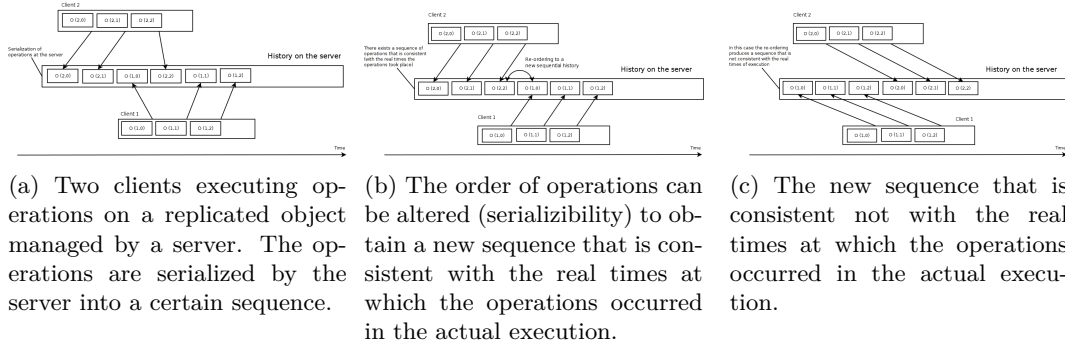 Client 2
O (2,0) O (2,1) O (2,2)
Serialization of
operations at the server
History on the server
O (2,0) O (2,1) O (1,0) O (2,2) O (1,1) O (1,2)
Client 1
O (1,0) O (1,1) O (1,2)
Time
(a) Two clients executing op-
erations on a replicated object
managed by a server. The op-
erations are serialized by the
server into a certain sequence.
Client 2
O (2,0) O (2,1) O (2,2)
There exists a sequence of
operations that is consistent
(with the real times the
operations took place)
Re-ordering to a
new sequential history
History on the server
O (2,0) O (2,1) O (2,2) O (1,0) O (1,1) O (1,2)
Client 1
O (1,0) O (1,1) O (1,2)
Time
(b) The order of operations can
be altered (serializibility) to ob-
tain a new sequence that is con-
sistent with the real times at
which the operations occurred
in the actual execution.
Client 2
O (2,0) O (2,1) O (2,2)
In this case the re-ordering
produce a sequence that is
not consistent with the real
times of execution
History on the server
O (1,0) O (1,1) O (1,2) O (2,0) O (2,1) O (2,2)
Client 1
O (1,0) O (1,1) O (1,2)
Time
(c) The new sequence that is
consistent not with the real
times at which the operations
occurred in the actual execu-
tion.